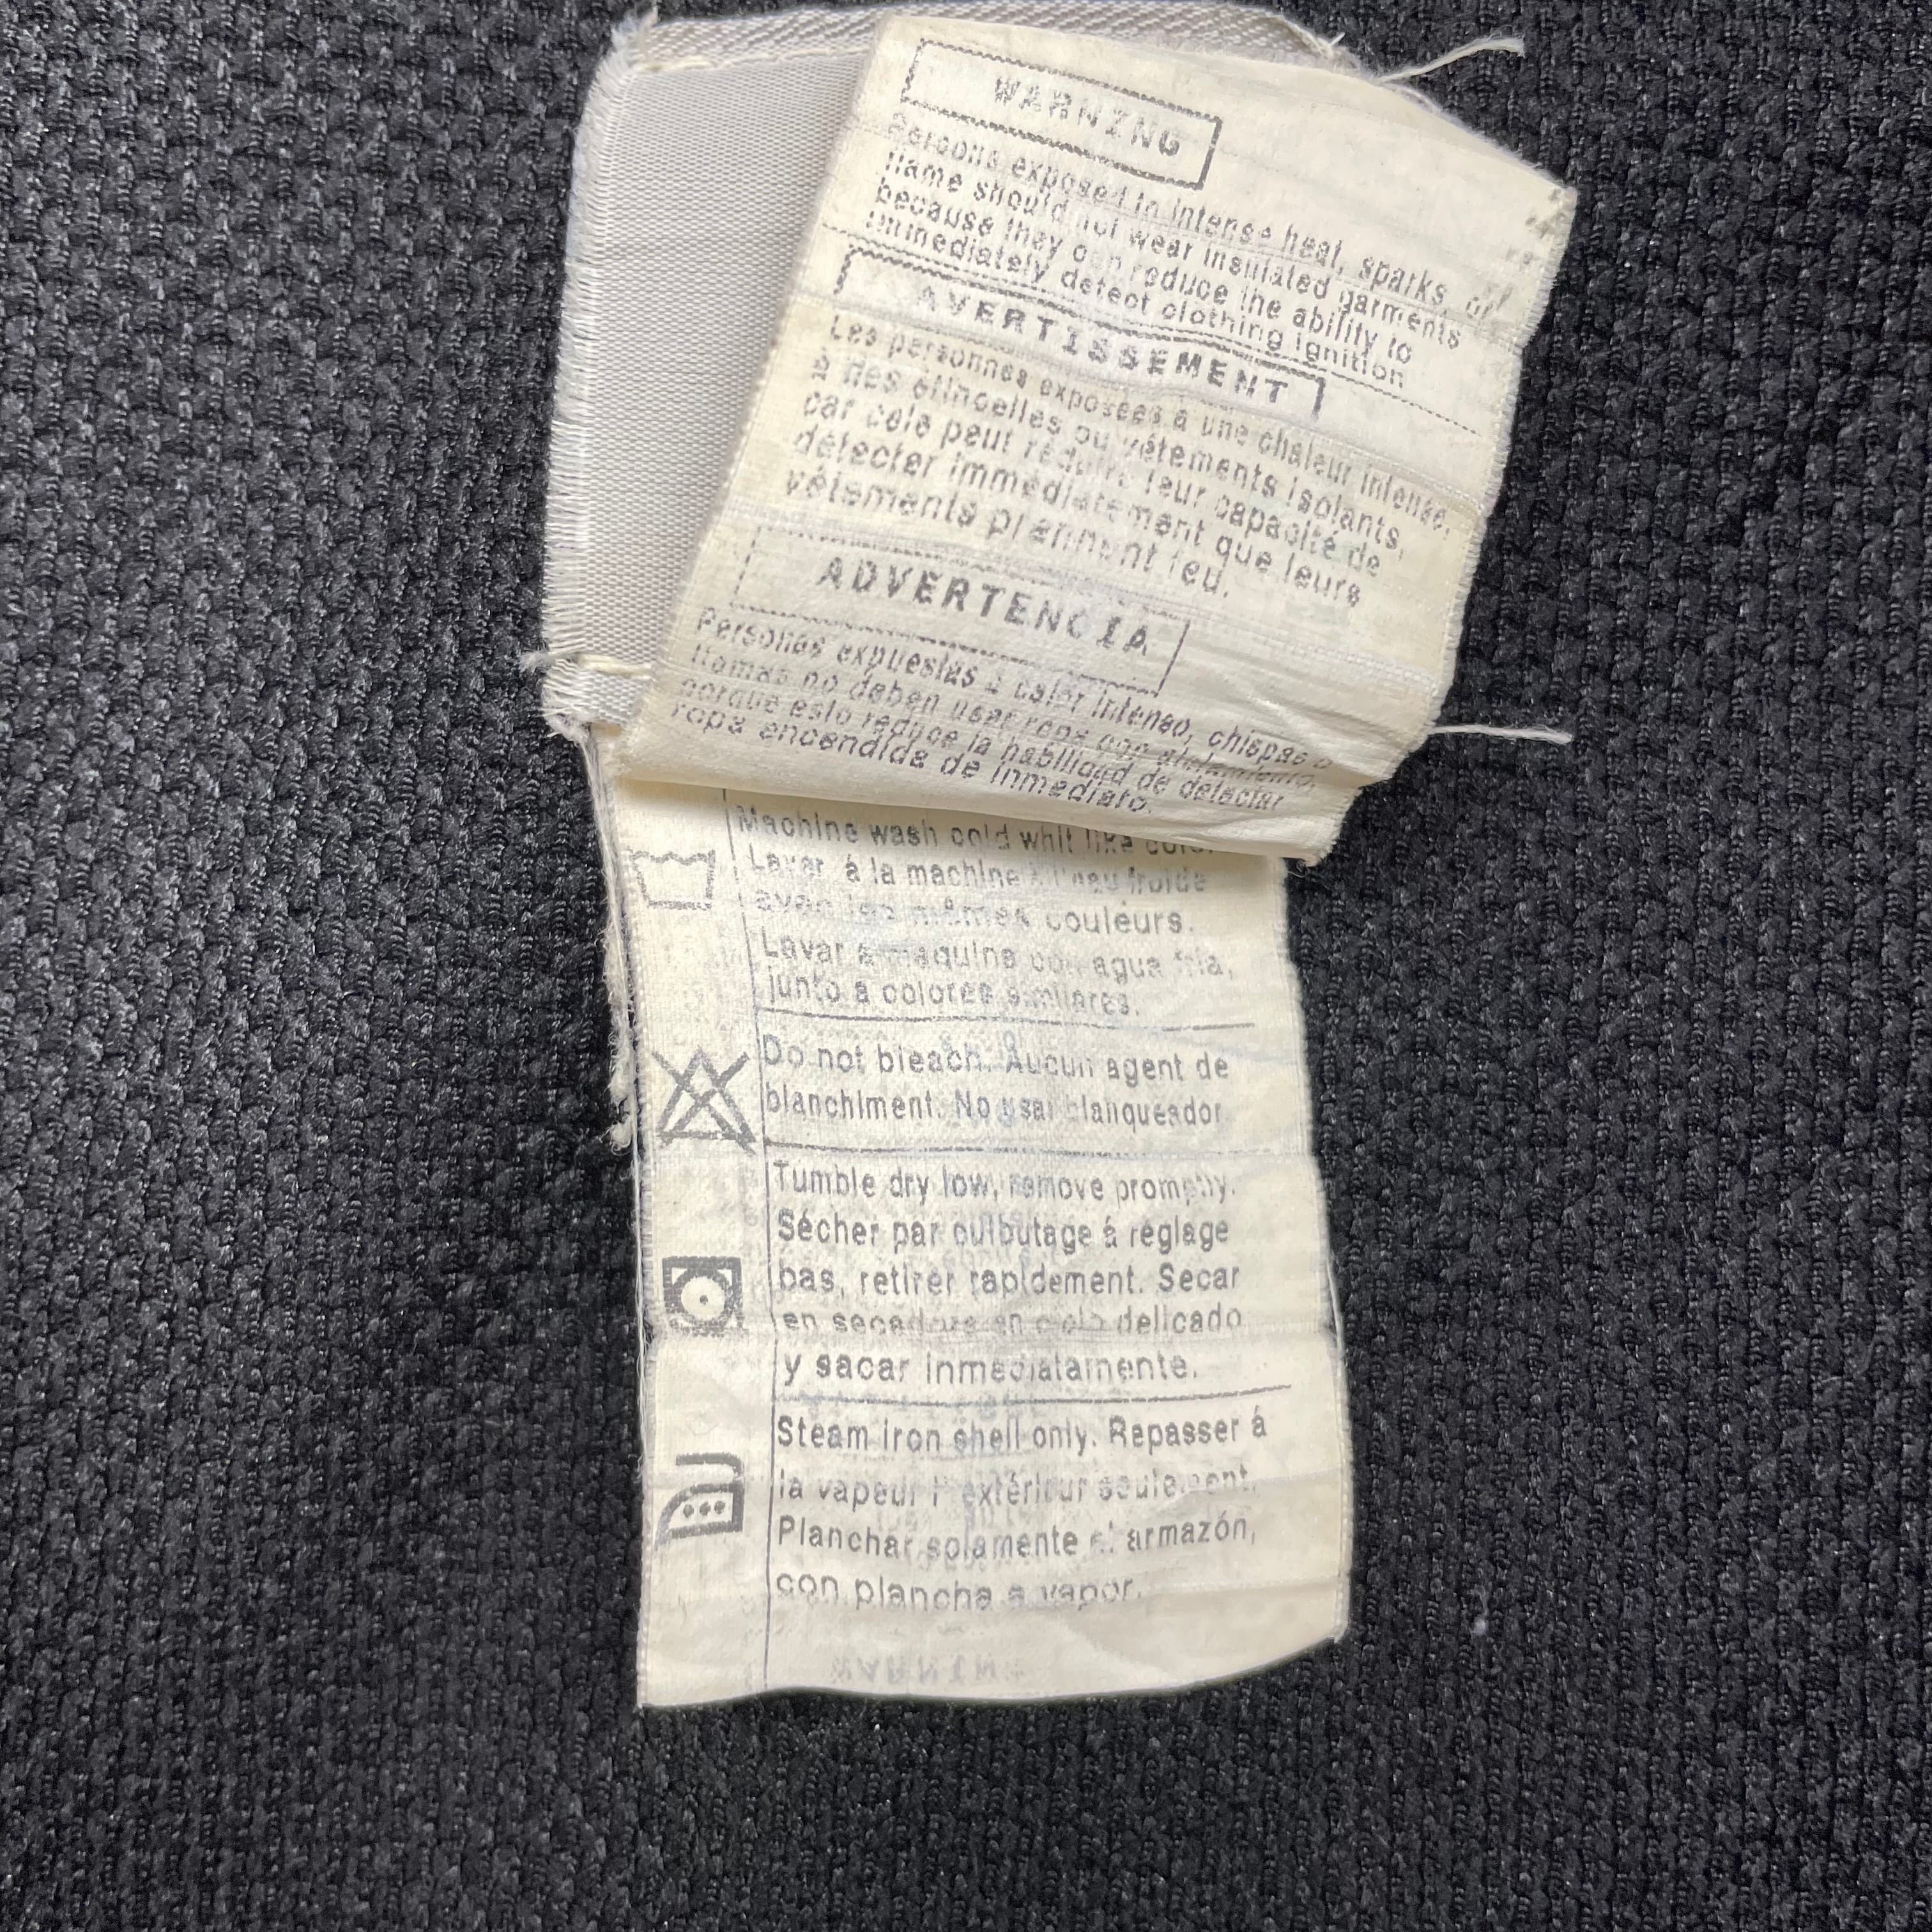 WARNING
Persons exposed to intense heat, sparks, or
flame should not wear insulated garments
because they can reduce the ability to
immediately detect clothing ignition
AVERTISSEMENT
Les personnes exposées à une chaleur intense,
à des étincelles ou vêtements isolants,
car cele peut réduire leur capacité de
détecter immédiatement que leurs
vêtements prennent feu.
ADVERTENCIA
Personas expuestas a calor intenso, chispas o
llamas no deben usar ropa con aislamiento,
porque esto reduce la habilidad de detectar
ropa encendida de inmediato.
Machine wash cold whit like color.
Lavar á la machine à l'eau froide
avec les mêmes couleurs.
Lavar a maquina con agua fria,
junto a colores similares.
Do not bleach. Aucun agent de
blanchiment. No usar blanqueador
Tumble dry low, remove promptly.
Sécher par culbutage á réglage
bas, retirer rapidement. Secar
en secadora en ciclo delicado
y sacar inmediatamente.
Steam iron shell only. Repasser á
la vapeur l'extérieur seulement.
Planchar solamente el armazón,
con plancha a vapor.